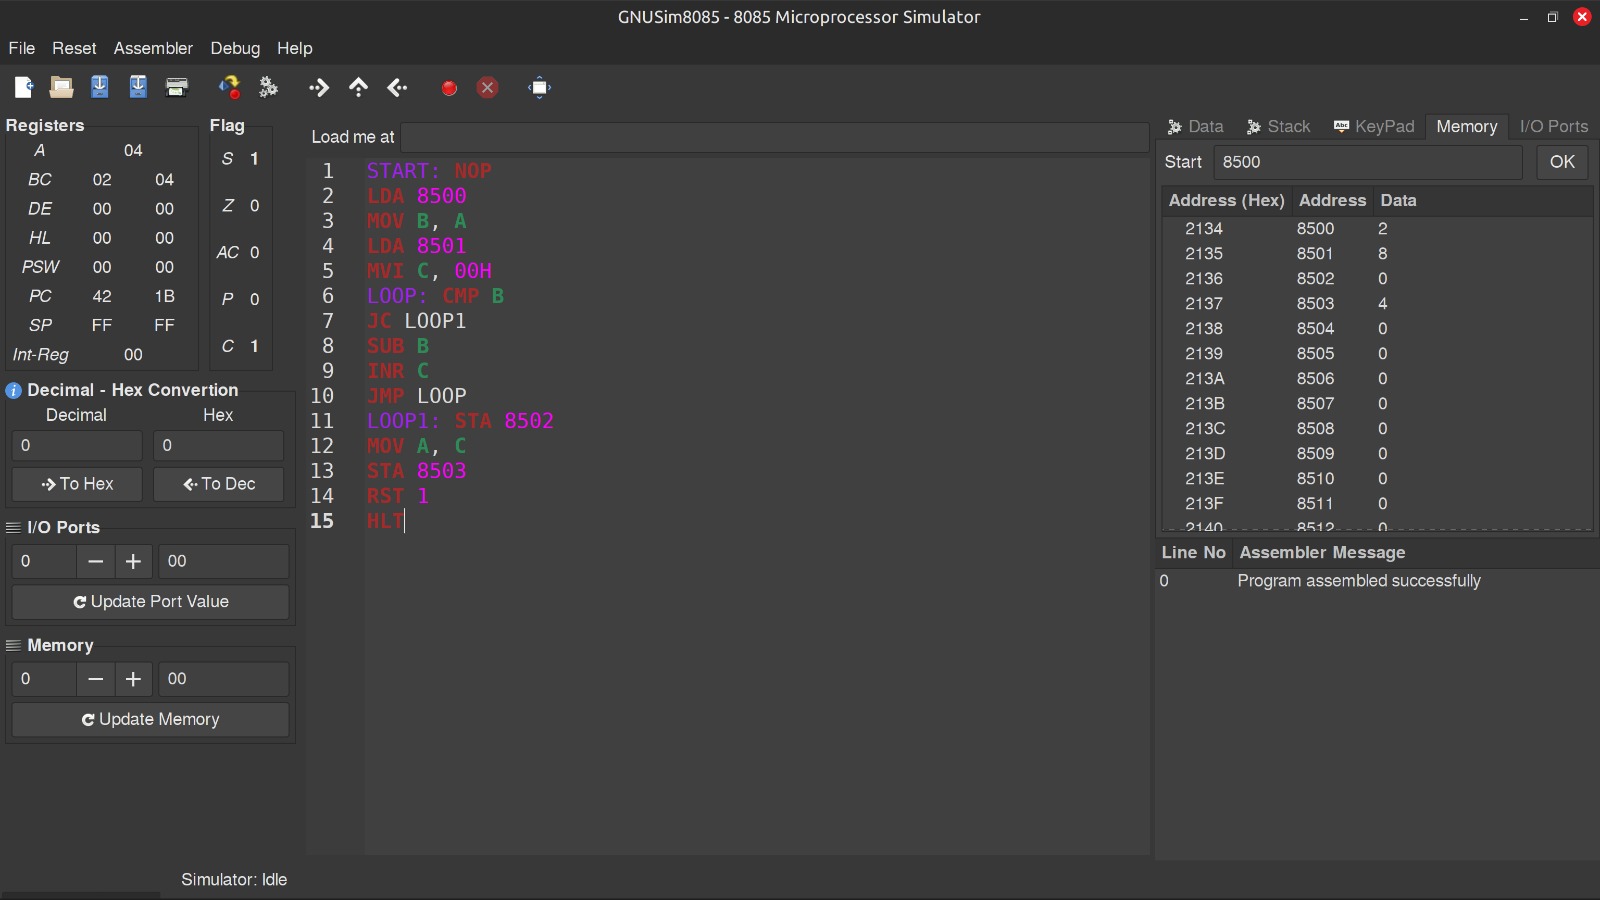 GNUSim8085 - 8085 Microprocessor Simulator
File Reset Assembler Debug Help
Registers
A 04
BC 02 04
DE 00 00
HL 00 00
PSW 00 00
PC 42 1B
SP FF FF
Int-Reg 00
Flag
S 1
Z 0
AC 0
P 0
C 1
Decimal - Hex Convertion
Decimal Hex
0 0
To Hex To Dec
I/O Ports
0 − + 00
Update Port Value
Memory
0 − + 00
Update Memory
Load me at
1 START: NOP
2 LDA 8500
3 MOV B, A
4 LDA 8501
5 MVI C, 00H
6 LOOP: CMP B
7 JC LOOP1
8 SUB B
9 INR C
10 JMP LOOP
11 LOOP1: STA 8502
12 MOV A, C
13 STA 8503
14 RST 1
15 HLT
Data Stack Abc KeyPad Memory I/O Ports
Start 8500 OK
Address (Hex) Address Data
2134 8500 2
2135 8501 8
2136 8502 0
2137 8503 4
2138 8504 0
2139 8505 0
213A 8506 0
213B 8507 0
213C 8508 0
213D 8509 0
213E 8510 0
213F 8511 0
2140 8512 0
Line No Assembler Message
0 Program assembled successfully
Simulator: Idle